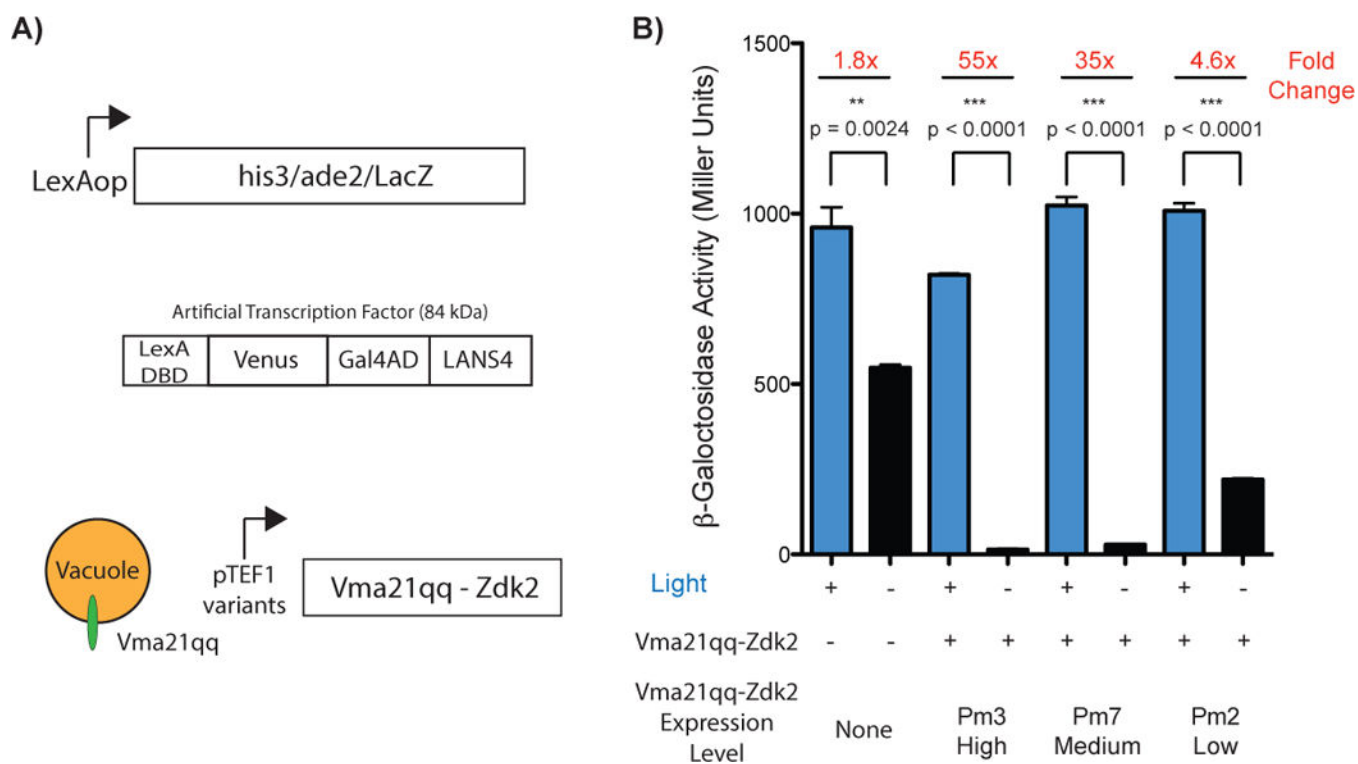 A)
LexAop
his3/ade2/LacZ
Artificial Transcription Factor (84 kDa)
LexA
DBD
Venus
Gal4AD
LANS4
Vacuole
Vma21qq
pTEF1
variants
Vma21qq - Zdk2
B)
β-Galoctosidase Activity (Miller Units)
1500
1000
500
0
1.8x
55x
35x
4.6x
Fold
Change
**
***
***
***
p = 0.0024
p < 0.0001
p < 0.0001
p < 0.0001
Light
+ - + - + - + -
Vma21qq-Zdk2
- - + + + + + +
Vma21qq-Zdk2
Expression
Level
None
Pm3
High
Pm7
Medium
Pm2
Low